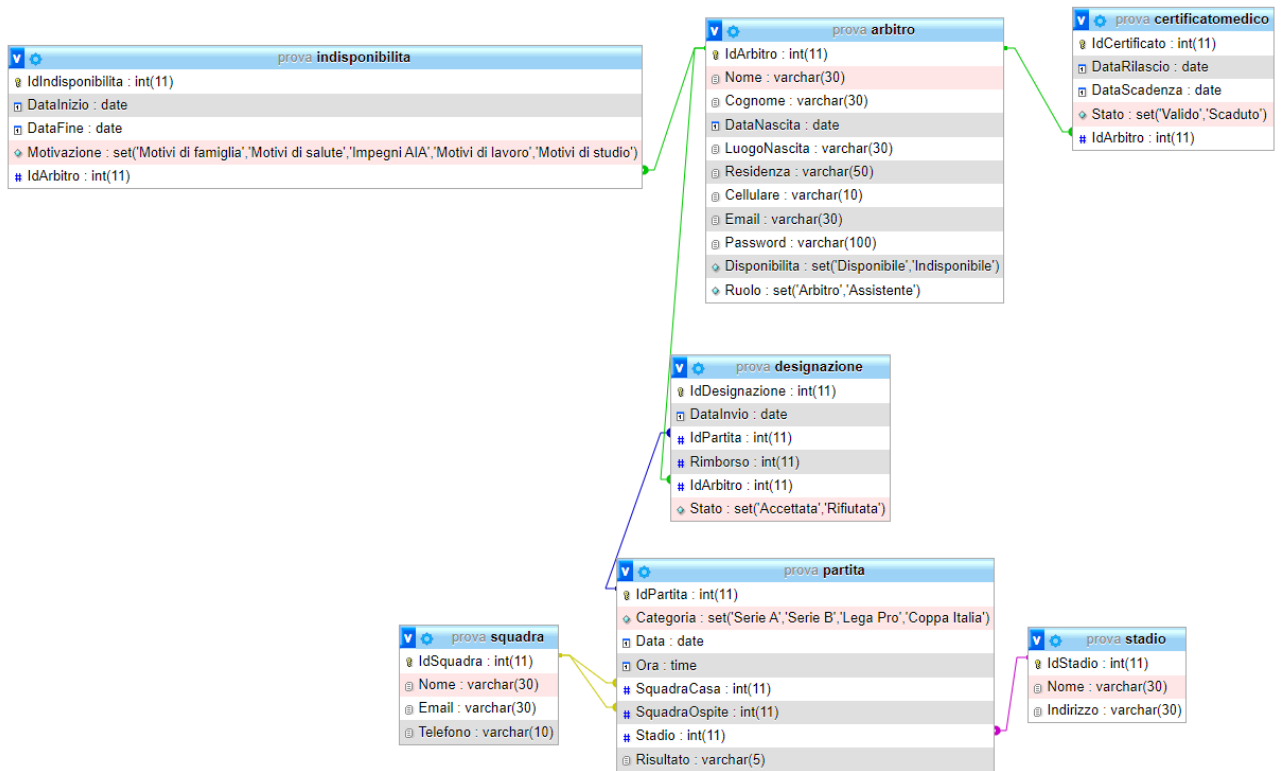 prova indisponibilita
IdIndisponibilita : int(11)
DataInizio : date
DataFine : date
Motivazione : set('Motivi di famiglia','Motivi di salute','Impegni AIA','Motivi di lavoro','Motivi di studio')
IdArbitro : int(11)
prova arbitro
IdArbitro : int(11)
Nome : varchar(30)
Cognome : varchar(30)
DataNascita : date
LuogoNascita : varchar(30)
Residenza : varchar(50)
Cellulare : varchar(10)
Email : varchar(30)
Password : varchar(100)
Disponibilita : set('Disponibile','Indisponibile')
Ruolo : set('Arbitro','Assistente')
prova certificatomedico
IdCertificato : int(11)
DataRilascio : date
DataScadenza : date
Stato : set('Valido','Scaduto')
# IdArbitro : int(11)
prova designazione
IdDesignazione : int(11)
DataInvio : date
# IdPartita : int(11)
# Rimborso : int(11)
# IdArbitro : int(11)
Stato : set('Accettata','Rifiutata')
prova squadra
IdSquadra : int(11)
Nome : varchar(30)
Email : varchar(30)
Telefono : varchar(10)
prova partita
IdPartita : int(11)
Categoria : set('Serie A','Serie B','Lega Pro','Coppa Italia')
Data : date
Ora : time
# SquadraCasa : int(11)
# SquadraOspite : int(11)
# Stadio : int(11)
Risultato : varchar(5)
prova stadio
IdStadio : int(11)
Nome : varchar(30)
Indirizzo : varchar(30)